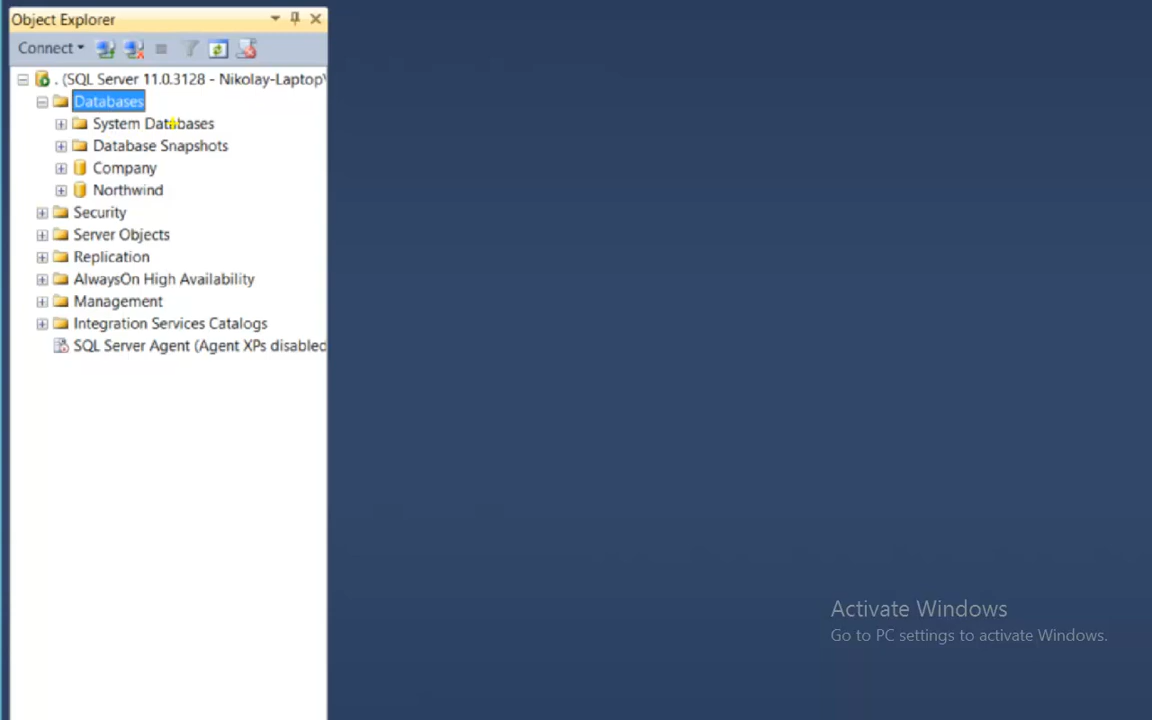 Object Explorer
Connect
. (SQL Server 11.0.3128 - Nikolay-Laptop\
Databases
System Databases
Database Snapshots
Company
Northwind
Security
Server Objects
Replication
AlwaysOn High Availability
Management
Integration Services Catalogs
SQL Server Agent (Agent XPs disabled
Activate Windows
Go to PC settings to activate Windows.